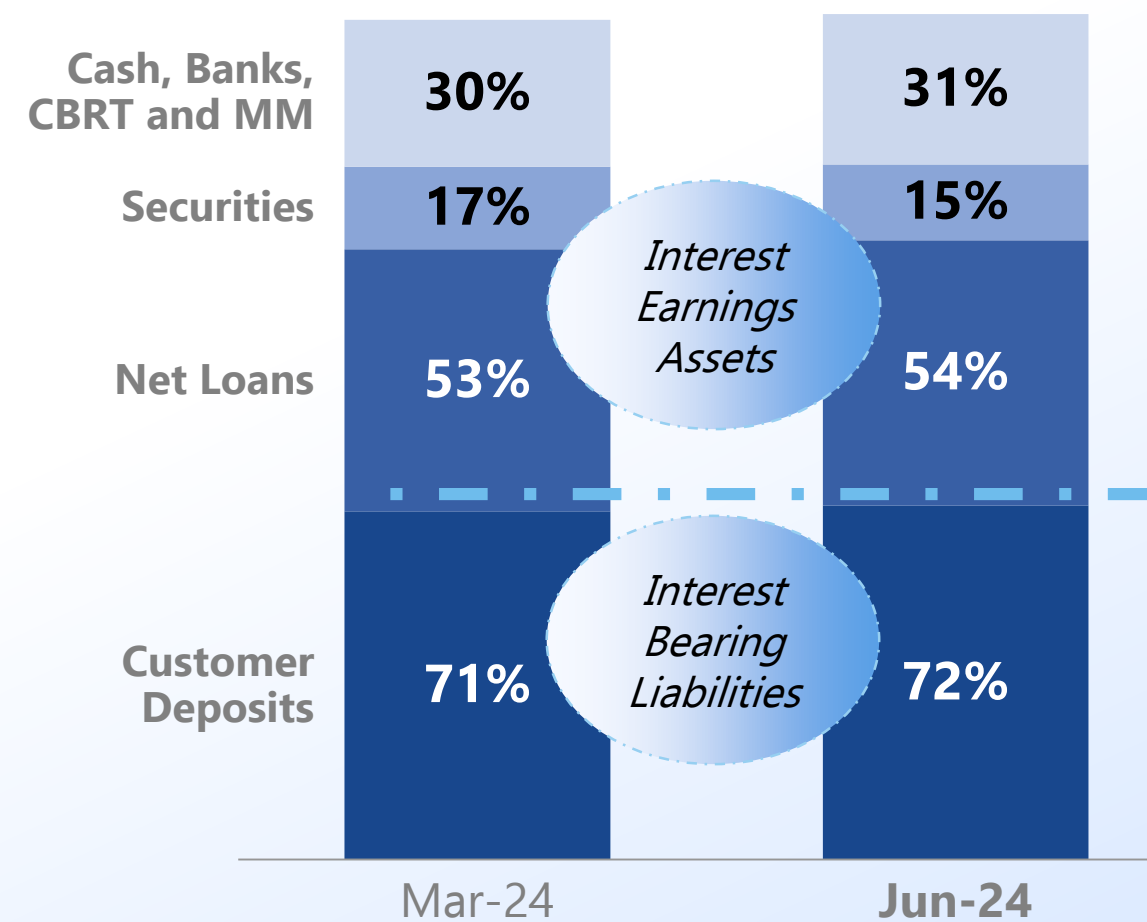 Cash, Banks,
CBRT and MM
30%
31%
Securities
17%
15%
Interest
Earnings
Assets
Net Loans
53%
54%
Interest
Bearing
Liabilities
Customer
Deposits
71%
72%
Mar-24
Jun-24